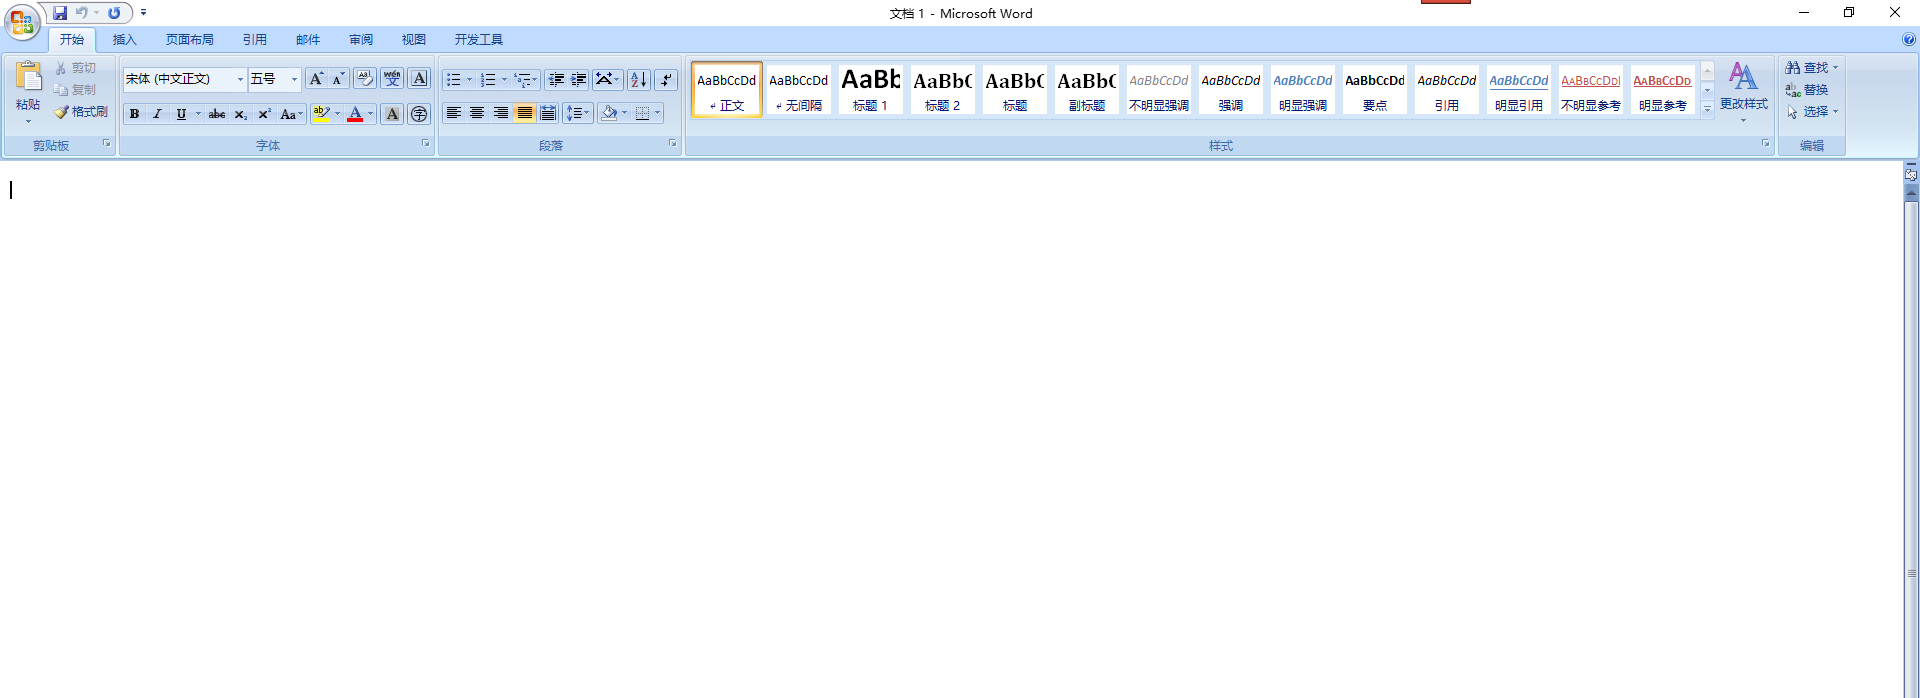 文档 1 - Microsoft Word
开始 插入 页面布局 引用 邮件 审阅 视图 开发工具
粘贴 剪切
复制
格式刷
剪贴板
宋体 (中文正文) 五号
B I U abc x₂ x² Aa ab A A 字
字体
段落
AaBbCcDd AaBbCcDd AaBb AaBbC AaBbC AaBbC AaBbCcDd AaBbCcDd AaBbCcDd AaBbCcDd AaBbCcDd AaBbCcDd AaBbCcDd AaBbCcDd
正文 无间隔 标题 1 标题 2 标题 副标题 不明显强调 强调 明显强调 要点 引用 明显引用 不明显参考 明显参考
更改样式
样式
查找
替换
选择
编辑